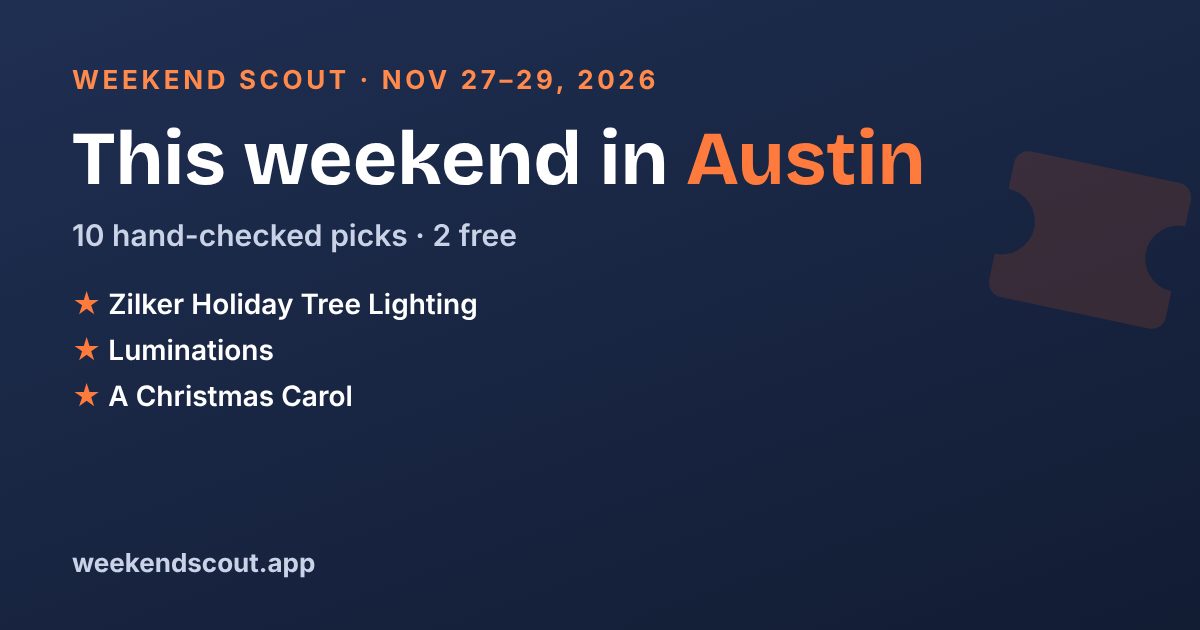 WEEKEND SCOUT · NOV 27–29, 2026
This weekend in Austin
10 hand-checked picks · 2 free
★ Zilker Holiday Tree Lighting
★ Luminations
★ A Christmas Carol
weekendscout.app